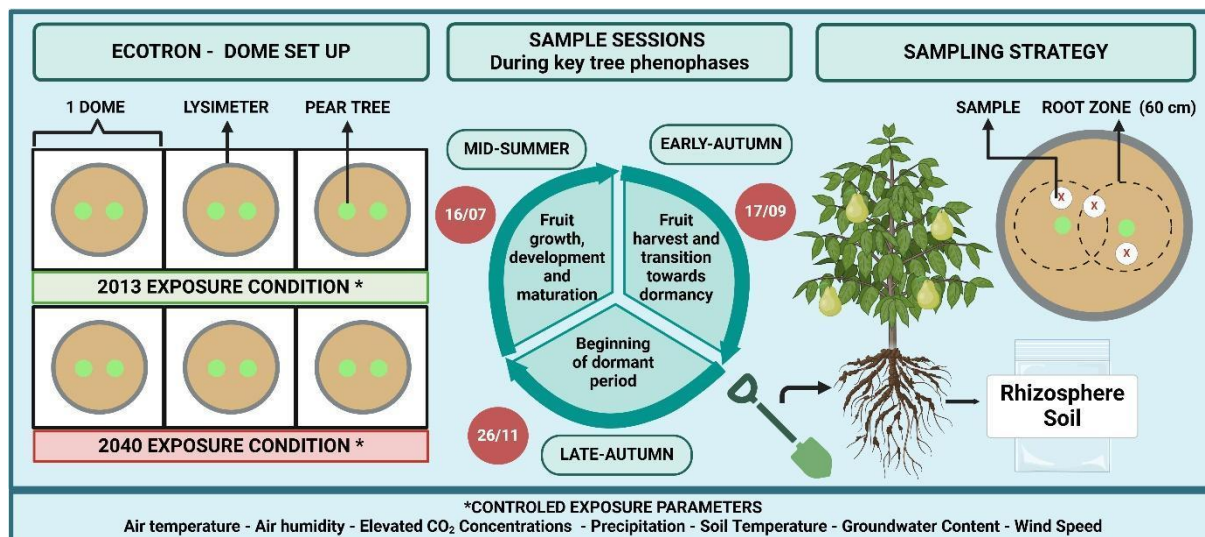 ECOTRON - DOME SET UP
1 DOME
LYSIMETER
PEAR TREE
2013 EXPOSURE CONDITION *
2040 EXPOSURE CONDITION *
SAMPLE SESSIONS
During key tree phenophases
MID-SUMMER
EARLY-AUTUMN
16/07
17/09
Fruit
growth,
development
and
maturation
Fruit
harvest and
transition
towards
dormancy
Beginning
of dormant
period
26/11
LATE-AUTUMN
SAMPLING STRATEGY
SAMPLE
ROOT ZONE (60 cm)
X
X
X
Rhizosphere
Soil
*CONTROLED EXPOSURE PARAMETERS
Air temperature - Air humidity - Elevated CO₂ Concentrations - Precipitation - Soil Temperature - Groundwater Content - Wind Speed